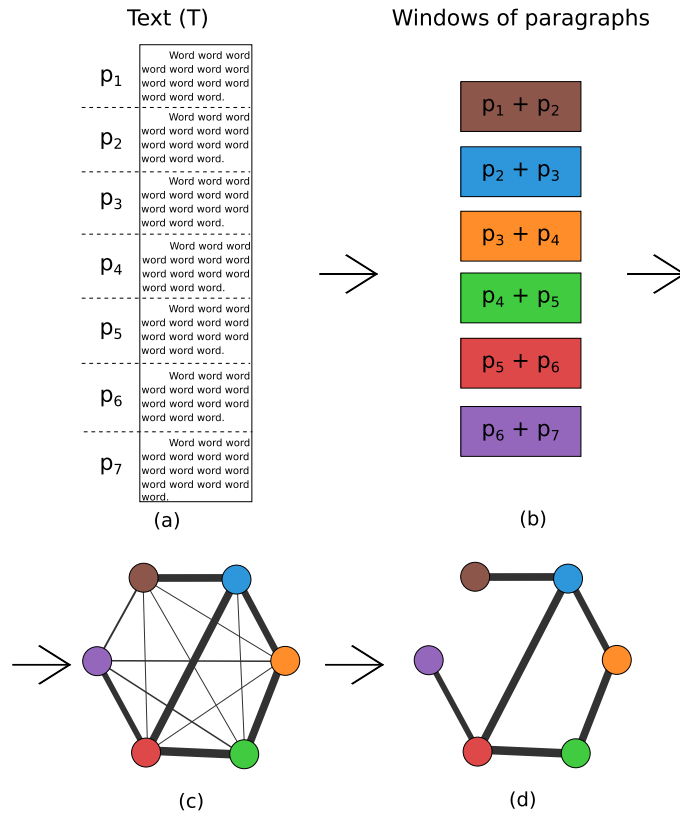 Text (T)
Windows of paragraphs
p1
Word word word
word word word word
word word word word
word word word.
p2
Word word word
word word word word
word word word word
word word word.
p3
Word word word
word word word word
word word word word
word word word.
p4
Word word word
word word word word
word word word word
word word word.
p5
Word word word
word word word word
word word word word
word word word.
p6
Word word word
word word word word
word word word word
word word word.
p7
Word word word
word word word word
word word word word
word word word word
word.
(a)
p1 + p2
p2 + p3
p3 + p4
p4 + p5
p5 + p6
p6 + p7
(b)
(c)
(d)